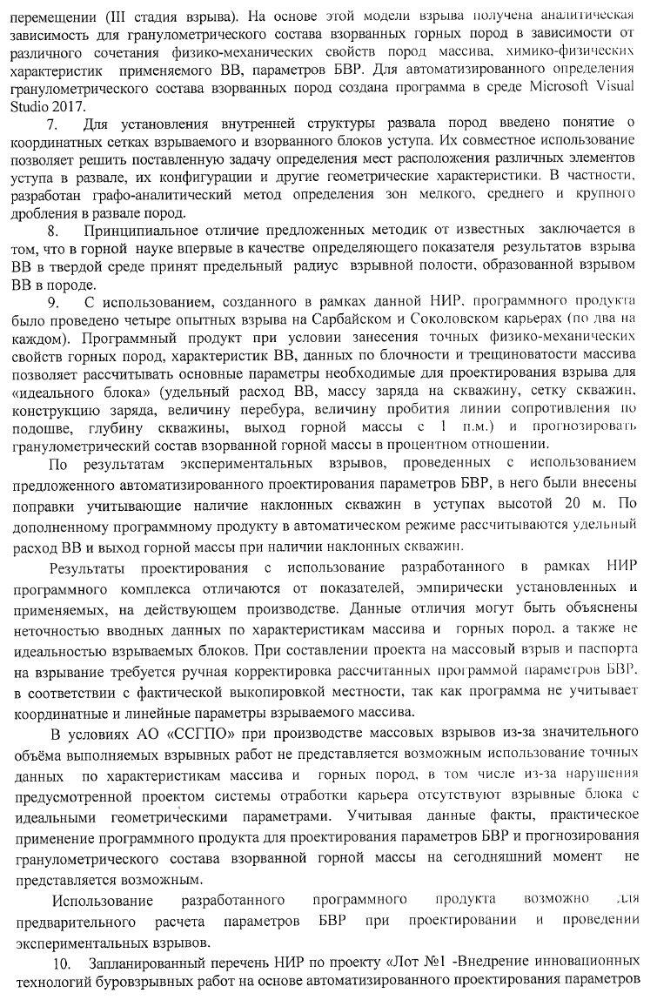 перемещении (III стадия взрыва). На основе этой модели взрыва получена аналитическая
зависимость для гранулометрического состава взорванных горных пород в зависимости от
различного сочетания физико-механических свойств пород массива, химико-физических
характеристик применяемого ВВ, параметров БВР. Для автоматизированного определения
гранулометрического состава взорванных пород создана программа в среде Microsoft Visual
Studio 2017.
7. Для установления внутренней структуры развала пород введено понятие о
координатных сетках взрываемого и взорванного блоков уступа. Их совместное использование
позволяет решить поставленную задачу определения мест расположения различных элементов
уступа в развале, их конфигурации и другие геометрические характеристики. В частности,
разработан графо-аналитический метод определения зон мелкого, среднего и крупного
дробления в развале пород.
8. Принципиальное отличие предложенных методик от известных заключается в
том, что в горной науке впервые в качестве определяющего показателя результатов взрыва
ВВ в твердой среде принят предельный радиус взрывной полости, образованной взрывом
ВВ в породе.
9. С использованием, созданного в рамках данной НИР, программного продукта
было проведено четыре опытных взрыва на Сарбайском и Соколовском карьерах (по два на
каждом). Программный продукт при условии занесения точных физико-механических
свойств горных пород, характеристик ВВ, данных по блочности и трещиноватости массива
позволяет рассчитывать основные параметры необходимые для проектирования взрыва для
«идеального блока» (удельный расход ВВ, массу заряда на скважину, сетку скважин,
конструкцию заряда, величину перебура, величину пробития линии сопротивления по
подошве, глубину скважины, выход горной массы с 1 п.м.) и прогнозировать
гранулометрический состав взорванной горной массы в процентном отношении.
По результатам экспериментальных взрывов, проведенных с использованием
предложенного автоматизированного проектирования параметров БВР, в него были внесены
поправки учитывающие наличие наклонных скважин в уступах высотой 20 м. По
дополненному программному продукту в автоматическом режиме рассчитываются удельный
расход ВВ и выход горной массы при наличии наклонных скважин.
Результаты проектирования с использование разработанного в рамках НИР
программного комплекса отличаются от показателей, эмпирически установленных и
применяемых, на действующем производстве. Данные отличия могут быть объяснены
неточностью вводных данных по характеристикам массива и горных пород, а также не
идеальностью взрываемых блоков. При составлении проекта на массовый взрыв и паспорта
на взрывание требуется ручная корректировка рассчитанных программой параметров БВР,
в соответствии с фактической выкопировкой местности, так как программа не учитывает
координатные и линейные параметры взрываемого массива.
В условиях АО «ССГПО» при производстве массовых взрывов из-за значительного
объёма выполняемых взрывных работ не представляется возможным использование точных
данных по характеристикам массива и горных пород, в том числе из-за нарушения
предусмотренной проектом системы отработки карьера отсутствуют взрывные блока с
идеальными геометрическими параметрами. Учитывая данные факты, практическое
применение программного продукта для проектирования параметров БВР и прогнозирования
гранулометрического состава взорванной горной массы на сегодняшний момент не
представляется возможным.
Использование разработанного программного продукта возможно для
предварительного расчета параметров БВР при проектировании и проведении
экспериментальных взрывов.
10. Запланированный перечень НИР по проекту «Лот №1 -Внедрение инновационных
технологий буровзрывных работ на основе автоматизированного проектирования параметров